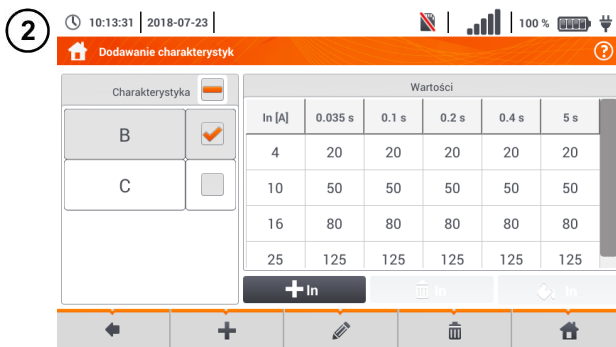 2
10:13:31 2018-07-23 100 %
Dodawanie charakterystyk ?
Charakterystyka
B
C
Wartości
In [A] 0.035 s 0.1 s 0.2 s 0.4 s 5 s
4 20 20 20 20 20
10 50 50 50 50 50
16 80 80 80 80 80
25 125 125 125 125 125
In In In